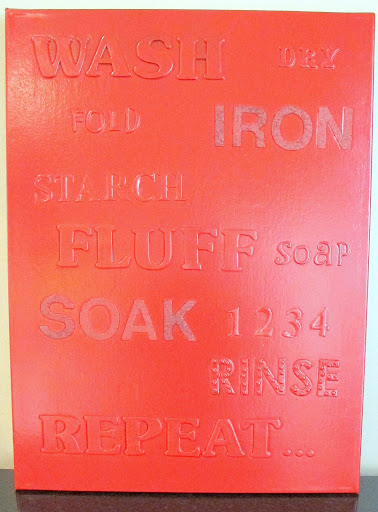 WASH DRY
FOLD IRON
STARCH
FLUFF soap
SOAK 1234
RINSE
REPEAT...